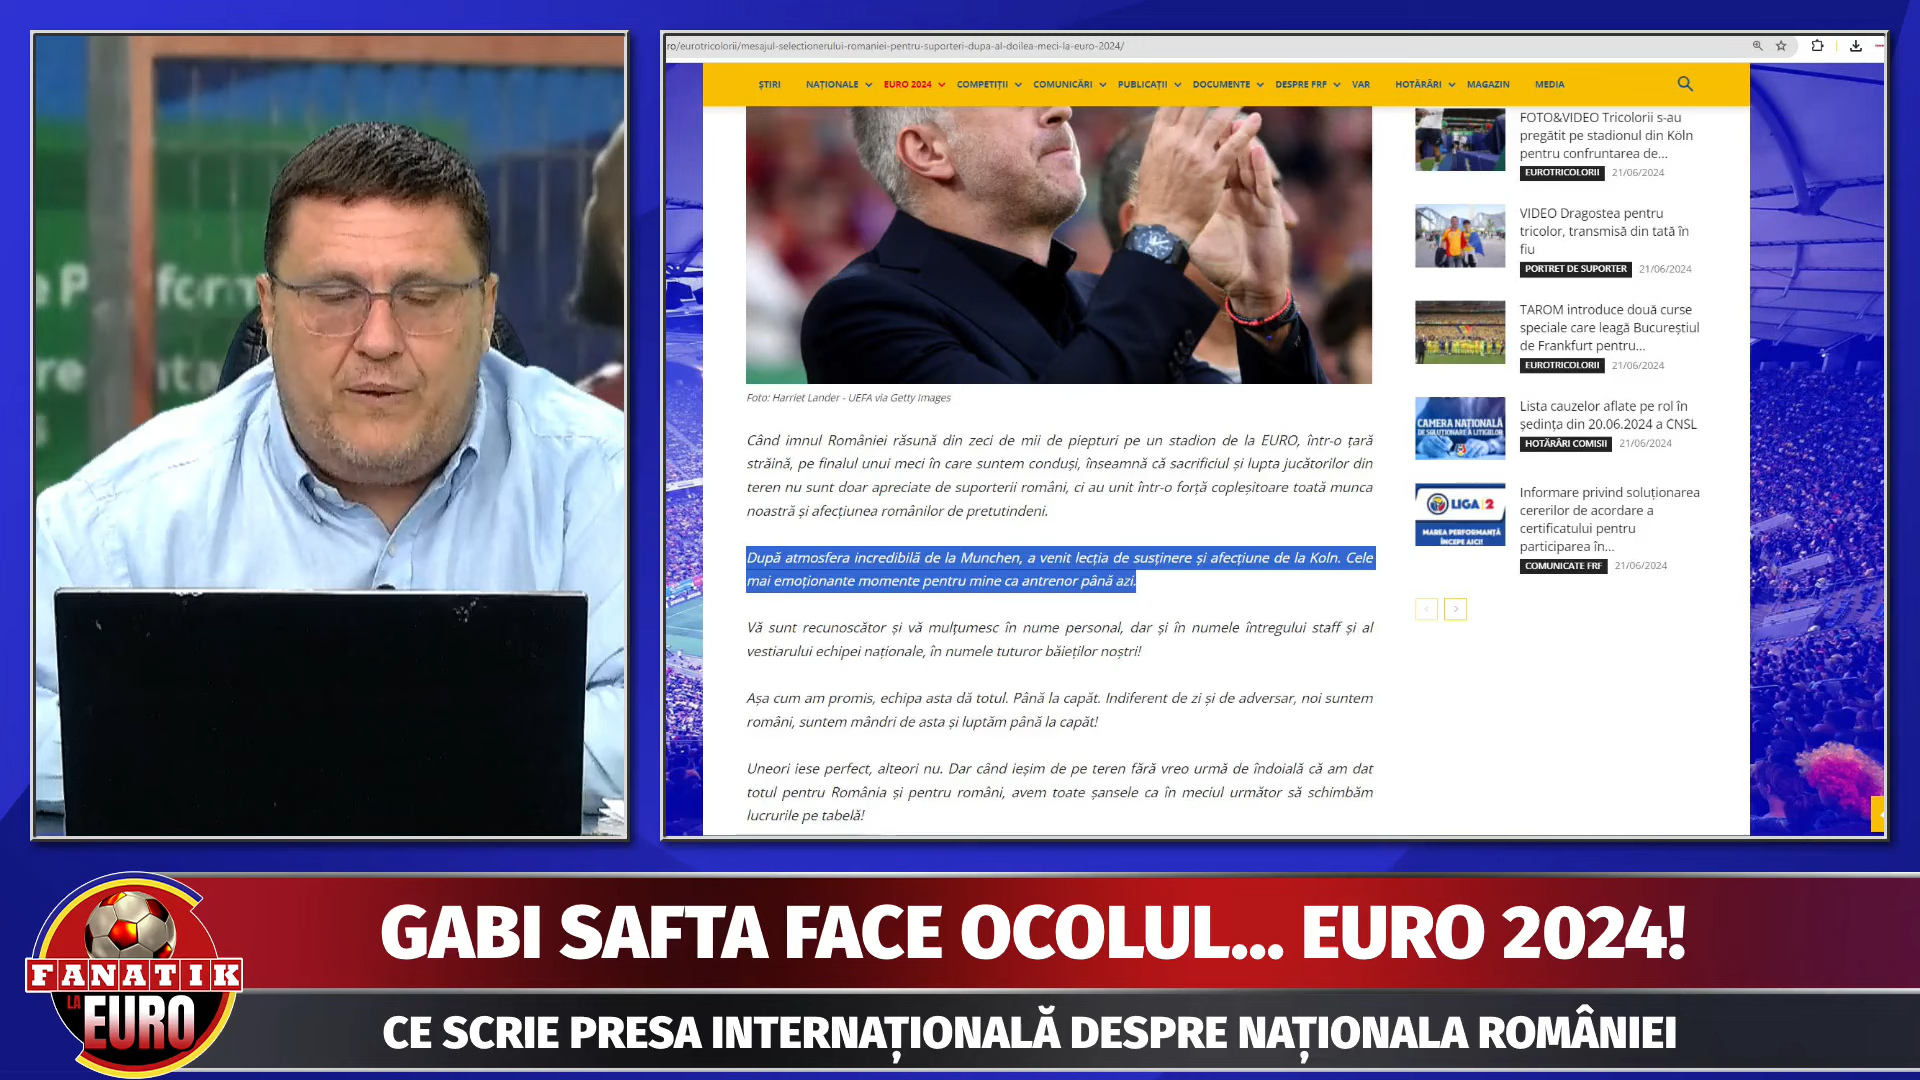 ro/eurotricolorii/mesajul-selectionerului-romaniei-pentru-suporteri-dupa-al-doilea-meci-la-euro-2024/
ȘTIRI NAȚIONALE EURO 2024 COMPETIȚII COMUNICĂRI PUBLICAȚII DOCUMENTE DESPRE FRF VAR HOTĂRÂRI MAGAZIN MEDIA
Foto: Harriet Lander - UEFA via Getty Images
Când imnul României răsună din zeci de mii de piepturi pe un stadion de la EURO, într-o țară
străină, pe finalul unui meci în care suntem conduși, înseamnă că sacrificiul și lupta jucătorilor din
teren nu sunt doar apreciate de suporterii români, ci au unit într-o forță copleșitoare toată munca
noastră și afecțiunea românilor de pretutindeni.
După atmosfera incredibilă de la Munchen, a venit lecția de susținere și afecțiune de la Koln. Cele
mai emoționante momente pentru mine ca antrenor până azi.
Vă sunt recunoscător și vă mulțumesc în nume personal, dar și în numele întregului staff și al
vestiarului echipei naționale, în numele tuturor băieților noștri!
Așa cum am promis, echipa asta dă totul. Până la capăt. Indiferent de zi și de adversar, noi suntem
români, suntem mândri de asta și luptăm până la capăt!
Uneori iese perfect, alteori nu. Dar când ieșim de pe teren fără vreo urmă de îndoială că am dat
totul pentru România și pentru români, avem toate șansele ca în meciul următor să schimbăm
lucrurile pe tabelă!
FOTO&VIDEO Tricolorii s-au
pregătit pe stadionul din Köln
pentru confruntarea de...
EUROTRICOLORII 21/06/2024
VIDEO Dragostea pentru
tricolor, transmisă din tată în
fiu
PORTRET DE SUPORTER 21/06/2024
TAROM introduce două curse
speciale care leagă Bucureștiul
de Frankfurt pentru...
EUROTRICOLORII 21/06/2024
CAMERA NAȚIONALĂ
DE SOLUȚIONARE A LITIGIILOR
Lista cauzelor aflate pe rol în
ședința din 20.06.2024 a CNSL
HOTĂRÂRI COMISII 21/06/2024
LIGA 2
MAREA PERFORMANȚĂ
ÎNCEPE AICI!
Informare privind soluționarea
cererilor de acordare a
certificatului pentru
participarea în...
COMUNICATE FRF 21/06/2024
GABI SAFTA FACE OCOLUL... EURO 2024!
FANATIK
LA
EURO
CE SCRIE PRESA INTERNAȚIONALĂ DESPRE NAȚIONALA ROMÂNIEI